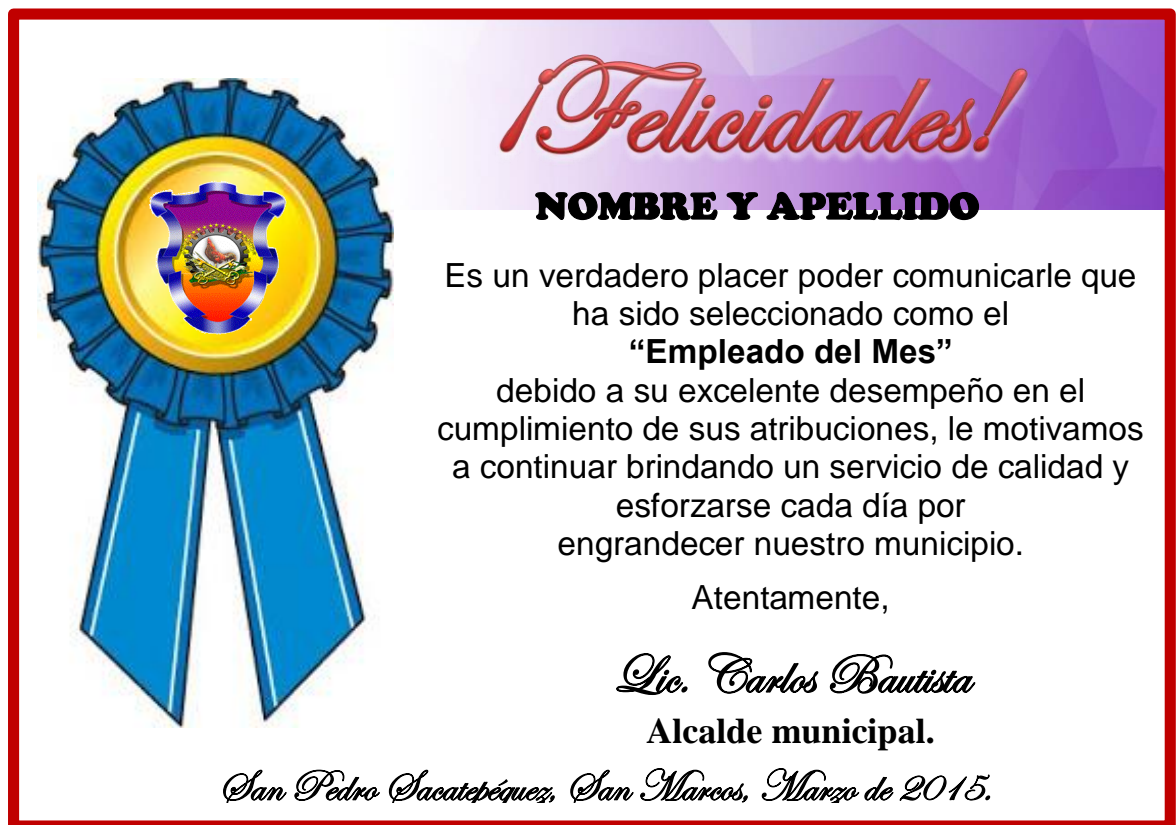 ¡Felicidades!
NOMBRE Y APELLIDO
Es un verdadero placer poder comunicarle que
ha sido seleccionado como el
“Empleado del Mes”
debido a su excelente desempeño en el
cumplimiento de sus atribuciones, le motivamos
a continuar brindando un servicio de calidad y
esforzarse cada día por
engrandecer nuestro municipio.
Atentamente,
Lic. Carlos Bautista
Alcalde municipal.
San Pedro Sacatepéquez, San Marcos, Marzo de 2015.